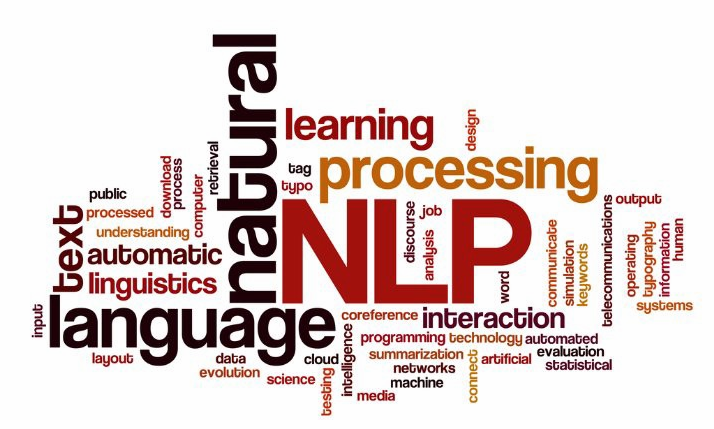 natural
learning
design
retrieval
download
process
tag
processing
typo
public
computer
processed
text
understanding
automatic
linguistics
NLP
discourse
job
analysis
word
communicate
simulation
keywords
telecommunications
output
operating
typography
information
human
systems
input
language
coreference
interaction
programming
technology
automated
layout
data
cloud
intelligence
summarization
connect
artificial
evaluation
evolution
science
networks
statistical
testing
machine
media